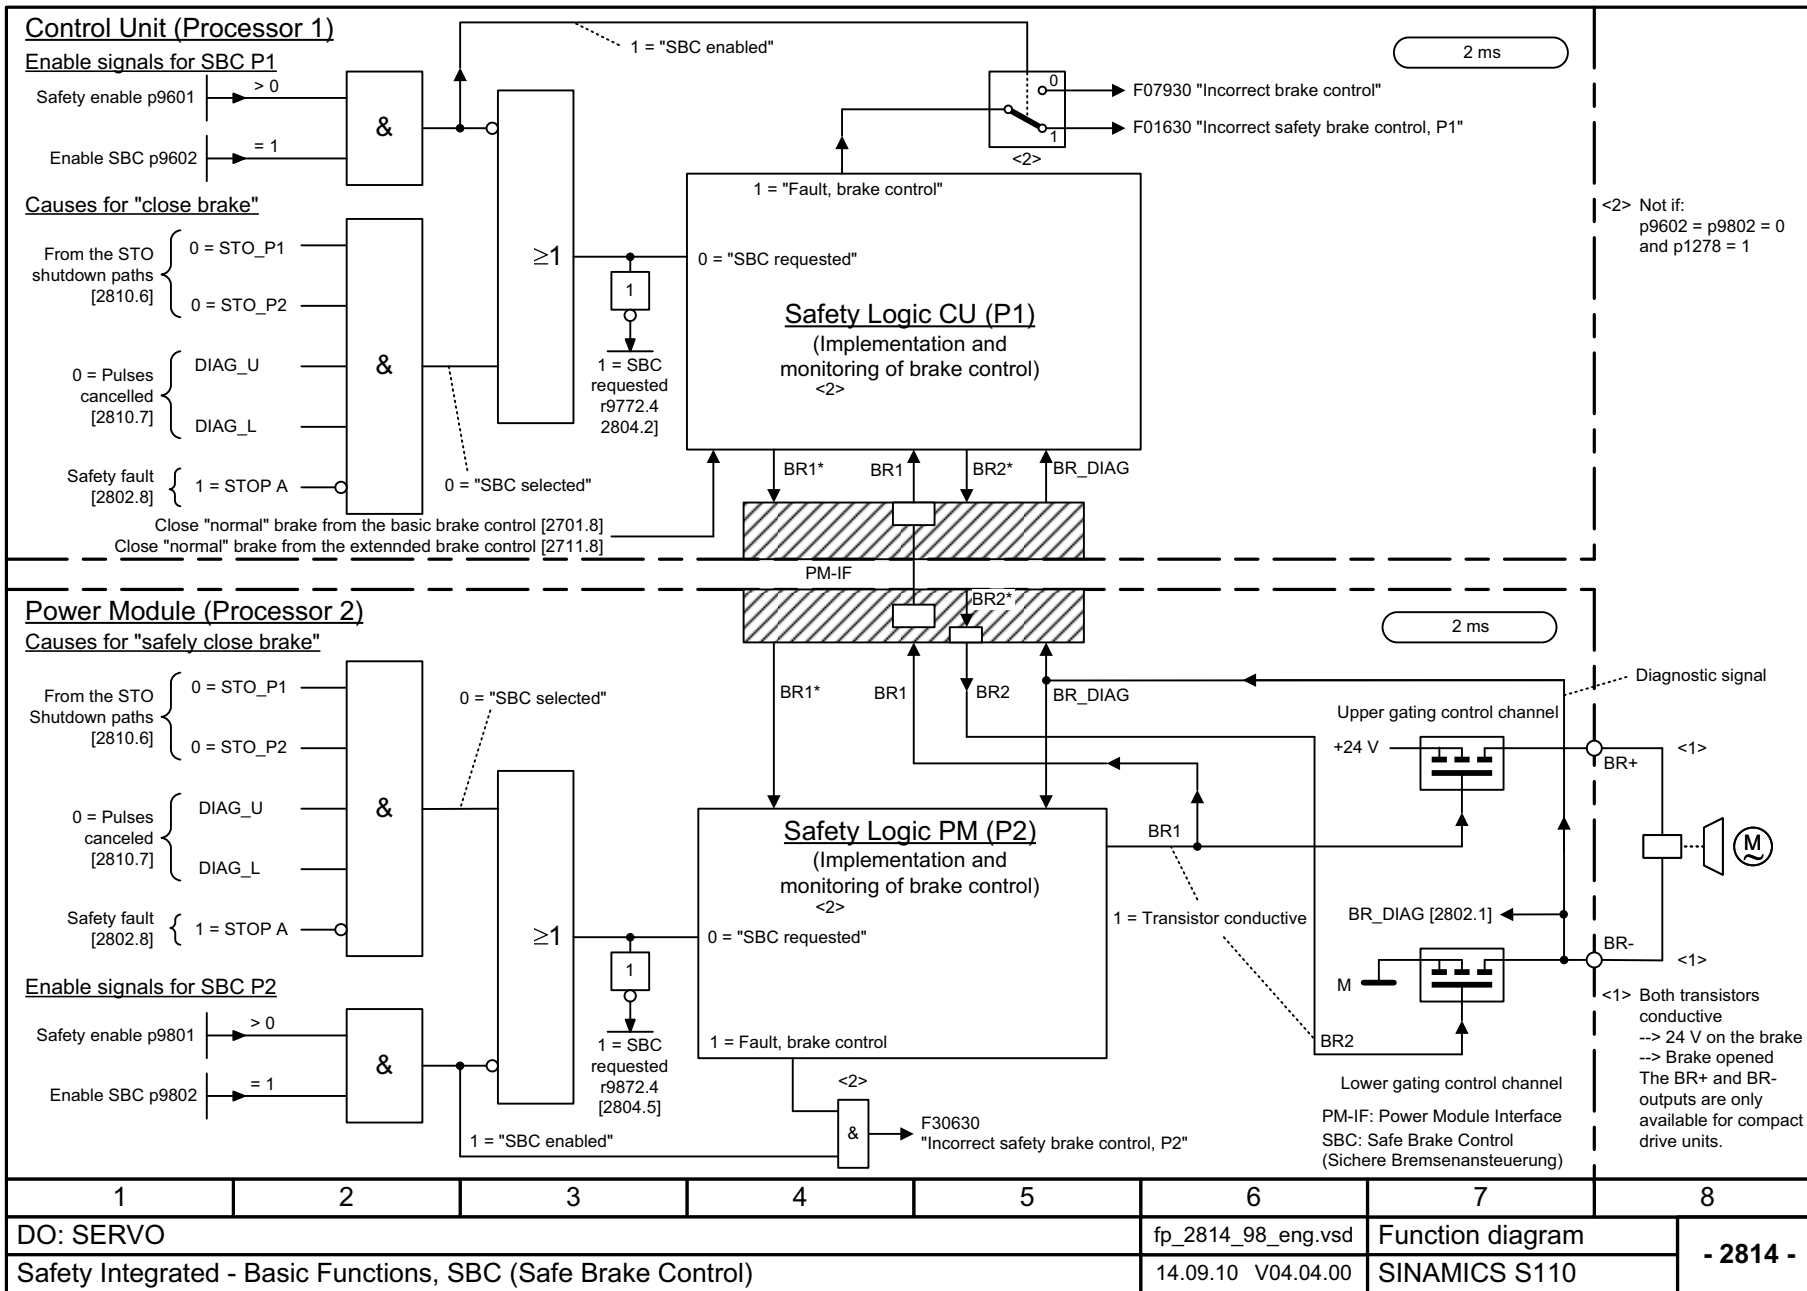 Control Unit (Processor 1)
Enable signals for SBC P1
Safety enable p9601
> 0
Enable SBC p9602
= 1
&
1 = "SBC enabled"
2 ms
0
1
F07930 "Incorrect brake control"
F01630 "Incorrect safety brake control, P1"
<2>
1 = "Fault, brake control"
Causes for "close brake"
From the STO
shutdown paths
[2810.6]
0 = STO_P1
0 = STO_P2
0 = Pulses
cancelled
[2810.7]
DIAG_U
DIAG_L
Safety fault
[2802.8]
1 = STOP A
&
≥1
0 = "SBC selected"
1
1 = SBC
requested
r9772.4
2804.2]
0 = "SBC requested"
Safety Logic CU (P1)
(Implementation and
monitoring of brake control)
<2>
<2> Not if:
p9602 = p9802 = 0
and p1278 = 1
BR1*
BR1
BR2*
BR_DIAG
Close "normal" brake from the basic brake control [2701.8]
Close "normal" brake from the extennded brake control [2711.8]
PM-IF
Power Module (Processor 2)
Causes for "safely close brake"
BR2*
2 ms
From the STO
Shutdown paths
[2810.6]
0 = STO_P1
0 = STO_P2
0 = Pulses
canceled
[2810.7]
DIAG_U
DIAG_L
Safety fault
[2802.8]
1 = STOP A
&
0 = "SBC selected"
≥1
BR1*
BR1
BR2
BR_DIAG
Diagnostic signal
Upper gating control channel
+24 V
BR+
<1>
Safety Logic PM (P2)
(Implementation and
monitoring of brake control)
<2>
0 = "SBC requested"
1 = Fault, brake control
BR1
1 = Transistor conductive
M
BR_DIAG [2802.1]
BR-
<1>
M
BR2
Lower gating control channel
<1> Both transistors
conductive
--> 24 V on the brake
--> Brake opened
The BR+ and BR-
outputs are only
available for compact
drive units.
Enable signals for SBC P2
Safety enable p9801
> 0
Enable SBC p9802
= 1
&
1
1 = SBC
requested
r9872.4
[2804.5]
1 = "SBC enabled"
<2>
&
F30630
"Incorrect safety brake control, P2"
PM-IF: Power Module Interface
SBC: Safe Brake Control
(Sichere Bremsenansteuerung)
1 2 3 4 5 6 7 8
DO: SERVO
fp_2814_98_eng.vsd
Function diagram
- 2814 -
Safety Integrated - Basic Functions, SBC (Safe Brake Control)
14.09.10 V04.04.00
SINAMICS S110